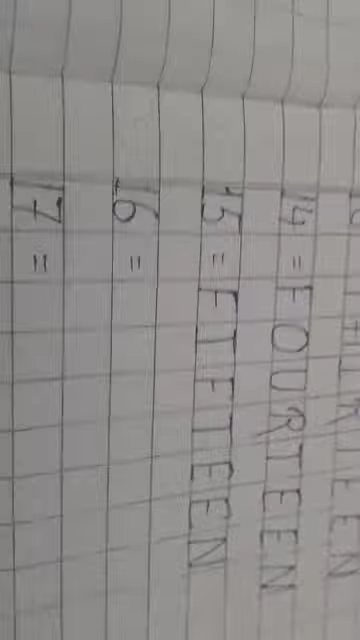 14 = FOURTEEN
15 = FIFTEEN
16 =
17 =